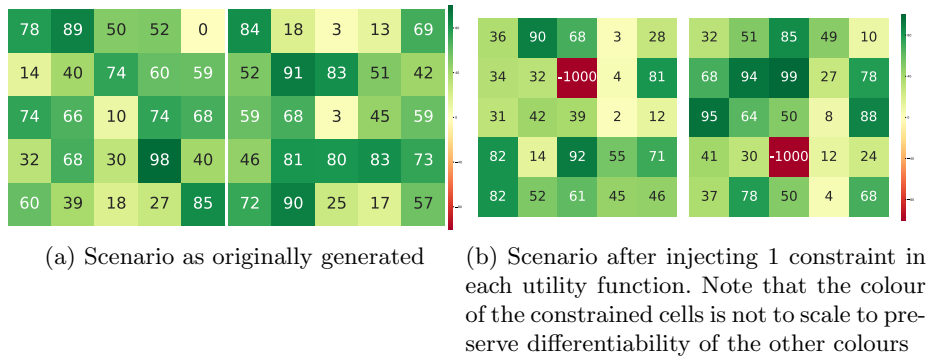 78 89 50 52 0 84 18 3 13 69
14 40 74 60 59 52 91 83 51 42
74 66 10 74 68 59 68 3 45 59
32 68 30 98 40 46 81 80 83 73
60 39 18 27 85 72 90 25 17 57
(a) Scenario as originally generated
36 90 68 3 28 32 51 85 49 10
34 32 -1000 4 81 68 94 99 27 78
31 42 39 2 12 95 64 50 8 88
82 14 92 55 71 41 30 -1000 12 24
82 52 61 45 46 37 78 50 4 68
(b) Scenario after injecting 1 constraint in
each utility function. Note that the colour
of the constrained cells is not to scale to pre-
serve differentiability of the other colours